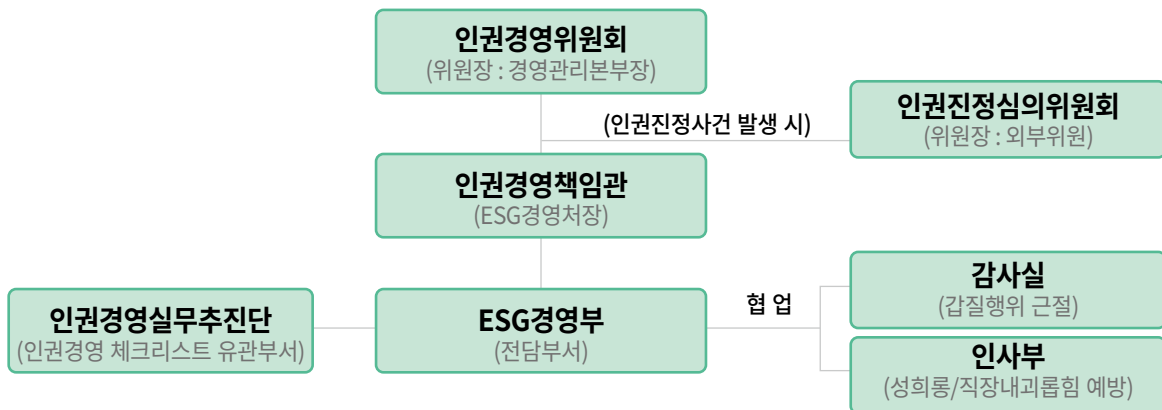 인권경영위원회
(위원장 : 경영관리본부장)
(인권진정사건 발생 시)
인권진정심의위원회
(위원장 : 외부위원)
인권경영책임관
(ESG경영처장)
인권경영실무추진단
(인권경영 체크리스트 유관부서)
ESG경영부
(전담부서)
협 업
감사실
(갑질행위 근절)
인사부
(성희롱/직장내괴롭힘 예방)